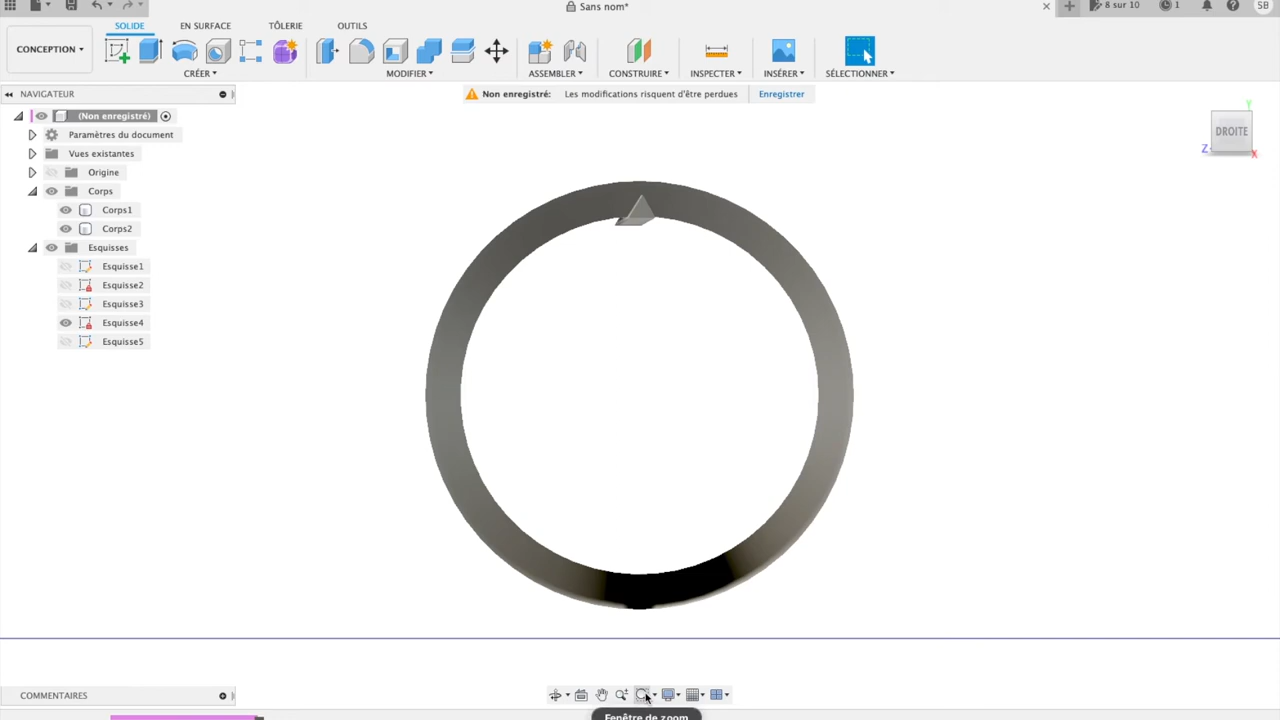 Sans nom*
8 sur 10
1
SB
CONCEPTION
SOLIDE
EN SURFACE
TÔLERIE
OUTILS
CRÉER
MODIFIER
ASSEMBLER
CONSTRUIRE
INSPECTER
INSÉRER
SÉLECTIONNER
NAVIGATEUR
Non enregistré: Les modifications risquent d'être perdues Enregistrer
(Non enregistré)
Paramètres du document
Vues existantes
Origine
Corps
Corps1
Corps2
Esquisses
Esquisse1
Esquisse2
Esquisse3
Esquisse4
Esquisse5
Y
DROITE
Z
X
COMMENTAIRES
Fenêtre de zoom